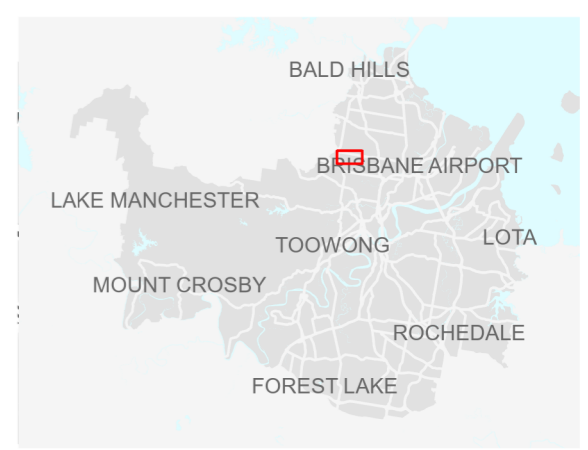 BALD HILLS
BRISBANE AIRPORT
LAKE MANCHESTER
LOTA
TOOWONG
MOUNT CROSBY
ROCHEDALE
FOREST LAKE